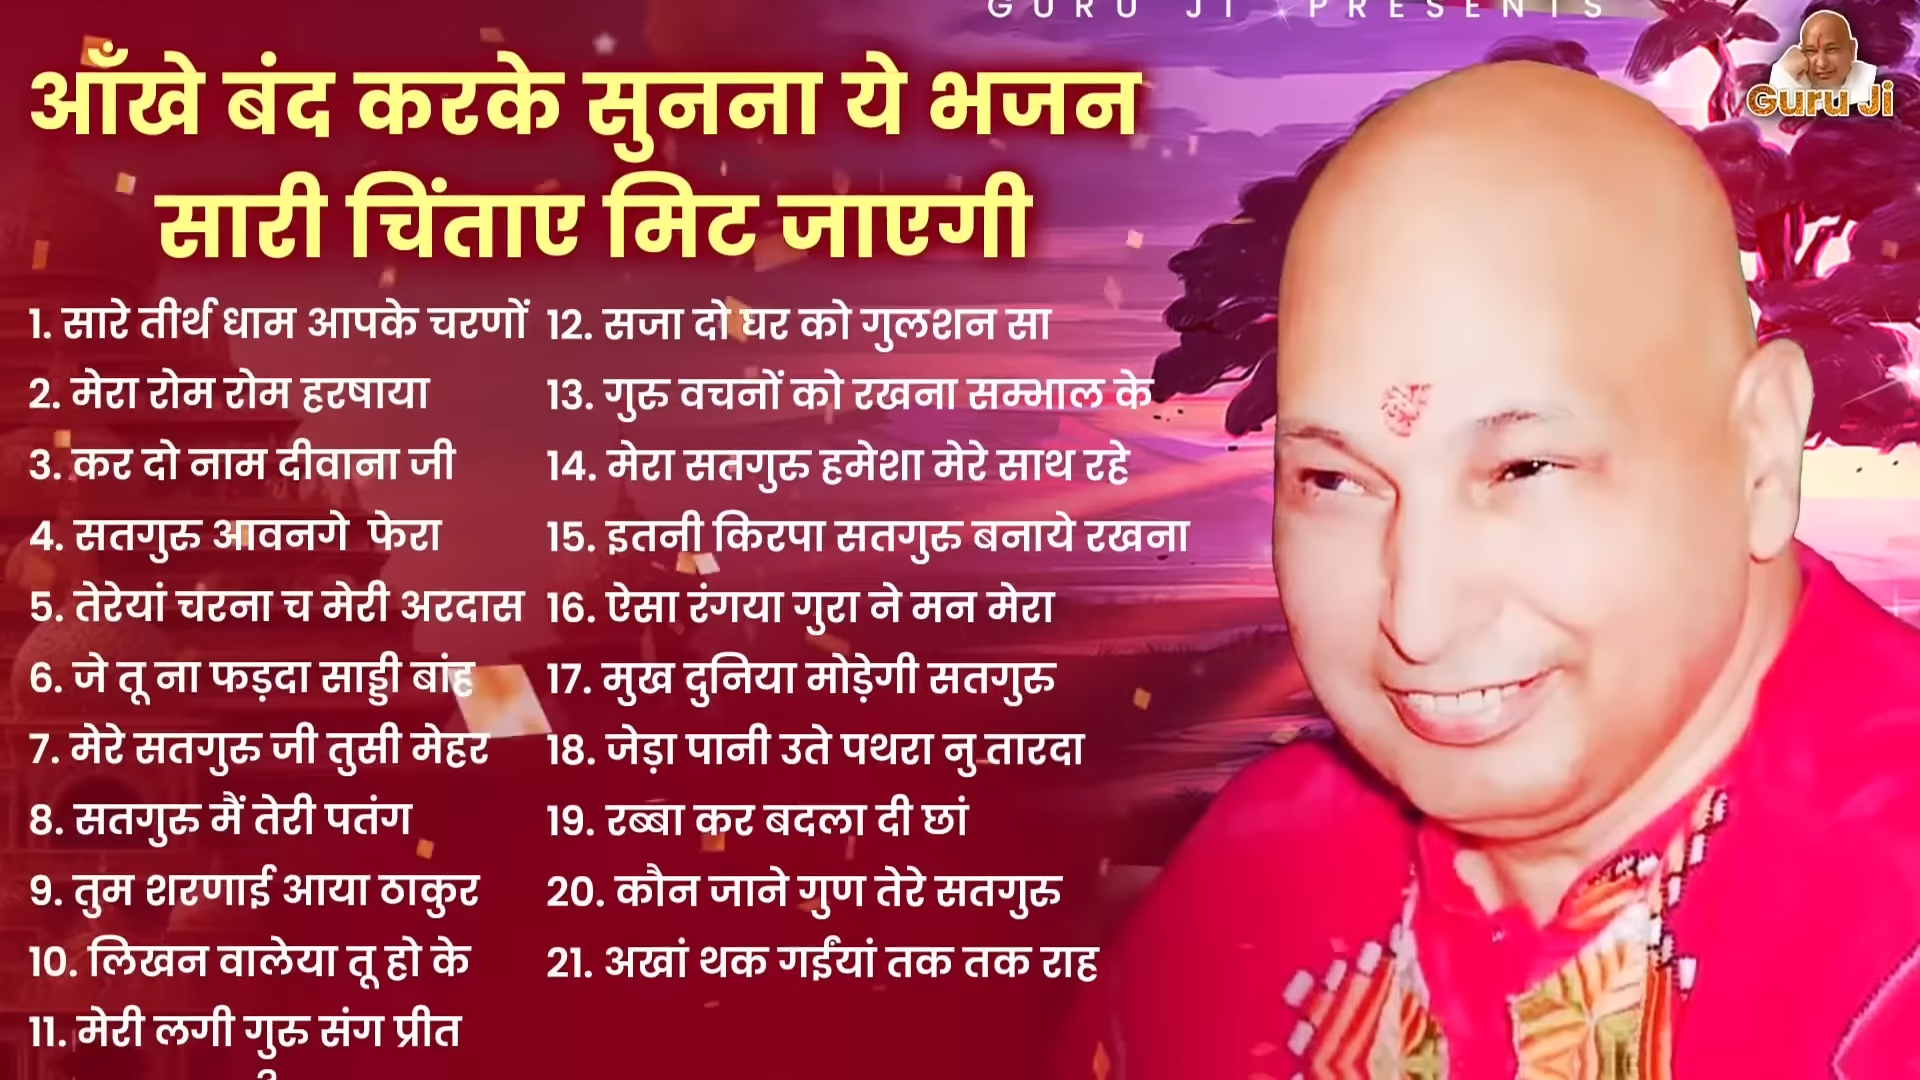 GURU JI PRESENTS
Guru Ji
आँखे बंद करके सुनना ये भजन
सारी चिंताए मिट जाएगी
1. सारे तीर्थ धाम आपके चरणों
2. मेरा रोम रोम हरषाया
3. कर दो नाम दीवाना जी
4. सतगुरु आवनगे फेरा
5. तेरेयां चरना च मेरी अरदास
6. जे तू ना फड़दा साड्डी बांह
7. मेरे सतगुरु जी तुसी मेहर
8. सतगुरु मैं तेरी पतंग
9. तुम शरणाई आया ठाकुर
10. लिखन वालेया तू हो के
11. मेरी लगी गुरु संग प्रीत
12. सजा दो घर को गुलशन सा
13. गुरु वचनों को रखना सम्भाल के
14. मेरा सतगुरु हमेशा मेरे साथ रहे
15. इतनी किरपा सतगुरु बनाये रखना
16. ऐसा रंगया गुरा ने मन मेरा
17. मुख दुनिया मोड़ेगी सतगुरु
18. जेड़ा पानी उते पथरा नु तारदा
19. रब्बा कर बदला दी छां
20. कौन जाने गुण तेरे सतगुरु
21. अखां थक गईंयां तक तक राह